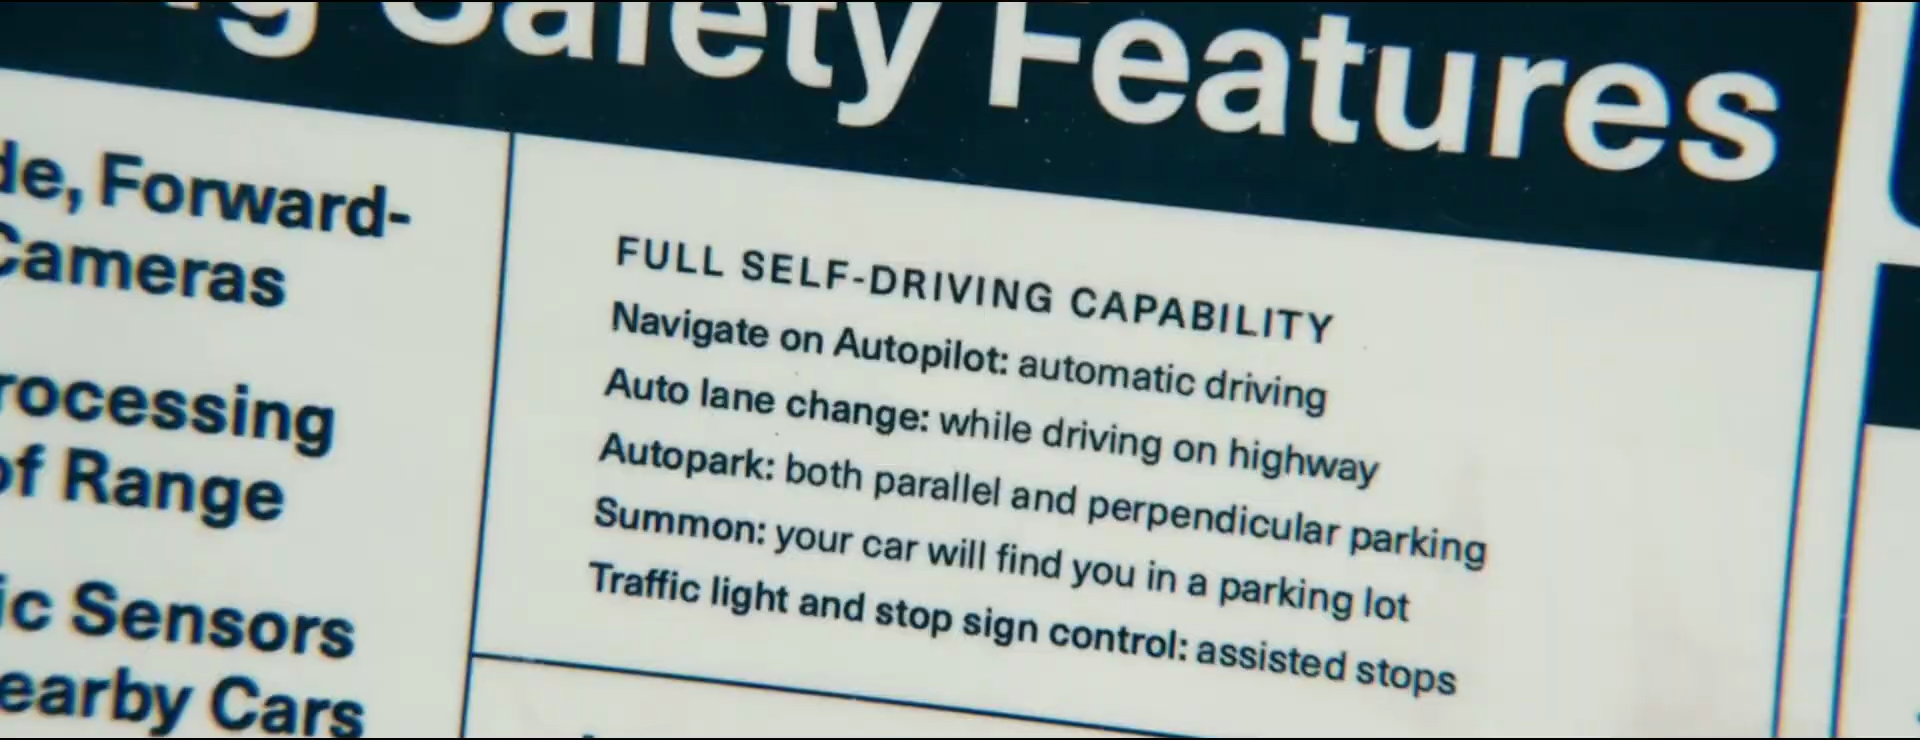 Safety Features
Forward-
Cameras
of Range
Sensors
Cars
FULL SELF-DRIVING CAPABILITY
Navigate on Autopilot: automatic driving
Auto lane change: while driving on highway
Autopark: both parallel and perpendicular parking
Summon: your car will find you in a parking lot
Traffic light and stop sign control: assisted stops